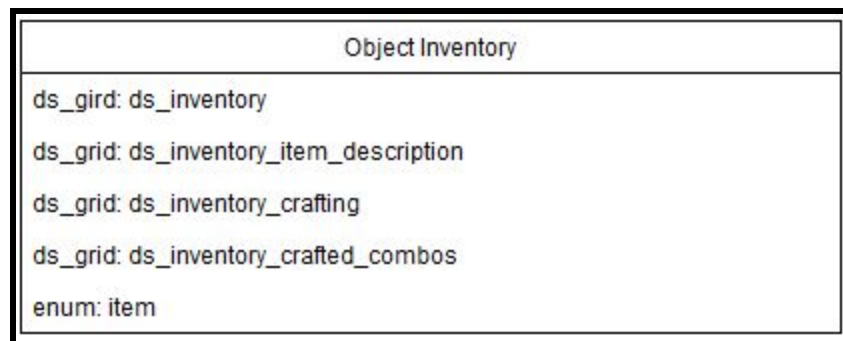 Object Inventory
ds_gird: ds_inventory
ds_grid: ds_inventory_item_description
ds_grid: ds_inventory_crafting
ds_grid: ds_inventory_crafted_combos
enum: item